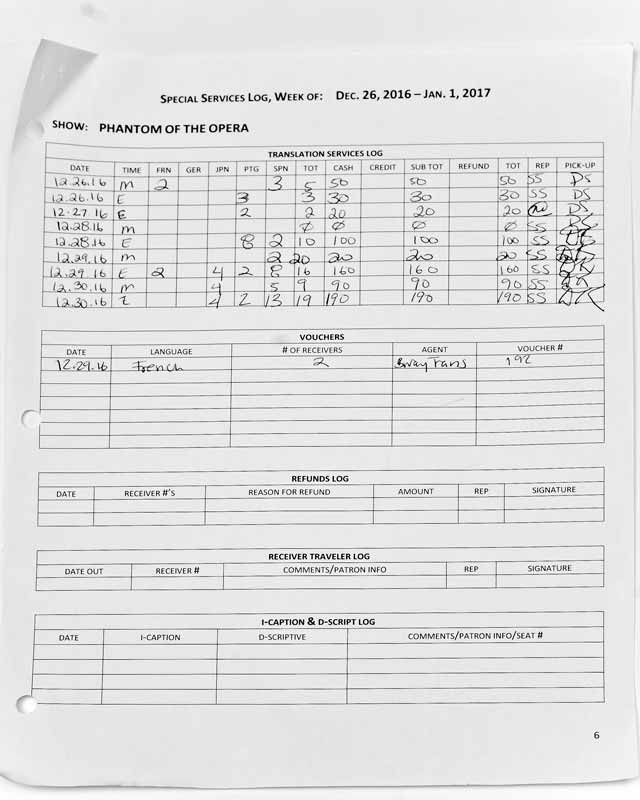 SPECIAL SERVICES LOG, WEEK OF: DEC. 26, 2016 – JAN. 1, 2017
SHOW: PHANTOM OF THE OPERA
TRANSLATION SERVICES LOG
DATE TIME FRN GER JPN PTG SPN TOT CASH CREDIT SUB TOT REFUND TOT REP PICK-UP
12.26.16 M 2 3 5 50 50 50 SS DS
12.26.16 E 3 3 30 30 30 SS DS
12.27.16 E 2 2 20 20 20 DS
12.28.16 M Ø Ø Ø Ø SS DS
12.28.16 E 8 2 10 100 100 100 SS
12.29.16 M 2 20 20 20 20 SS
12.29.16 E 2 4 2 8 16 160 160 160 SS DK
12.30.16 M 4 5 9 90 90 90 SS
12.30.16 E 4 2 13 19 190 190 190 SS DK
VOUCHERS
DATE LANGUAGE # OF RECEIVERS AGENT VOUCHER #
12.29.16 French 2 Bway Fans 192
REFUNDS LOG
DATE RECEIVER #'S REASON FOR REFUND AMOUNT REP SIGNATURE
RECEIVER TRAVELER LOG
DATE OUT RECEIVER # COMMENTS/PATRON INFO REP SIGNATURE
I-CAPTION & D-SCRIPT LOG
DATE I-CAPTION D-SCRIPTIVE COMMENTS/PATRON INFO/SEAT #
6